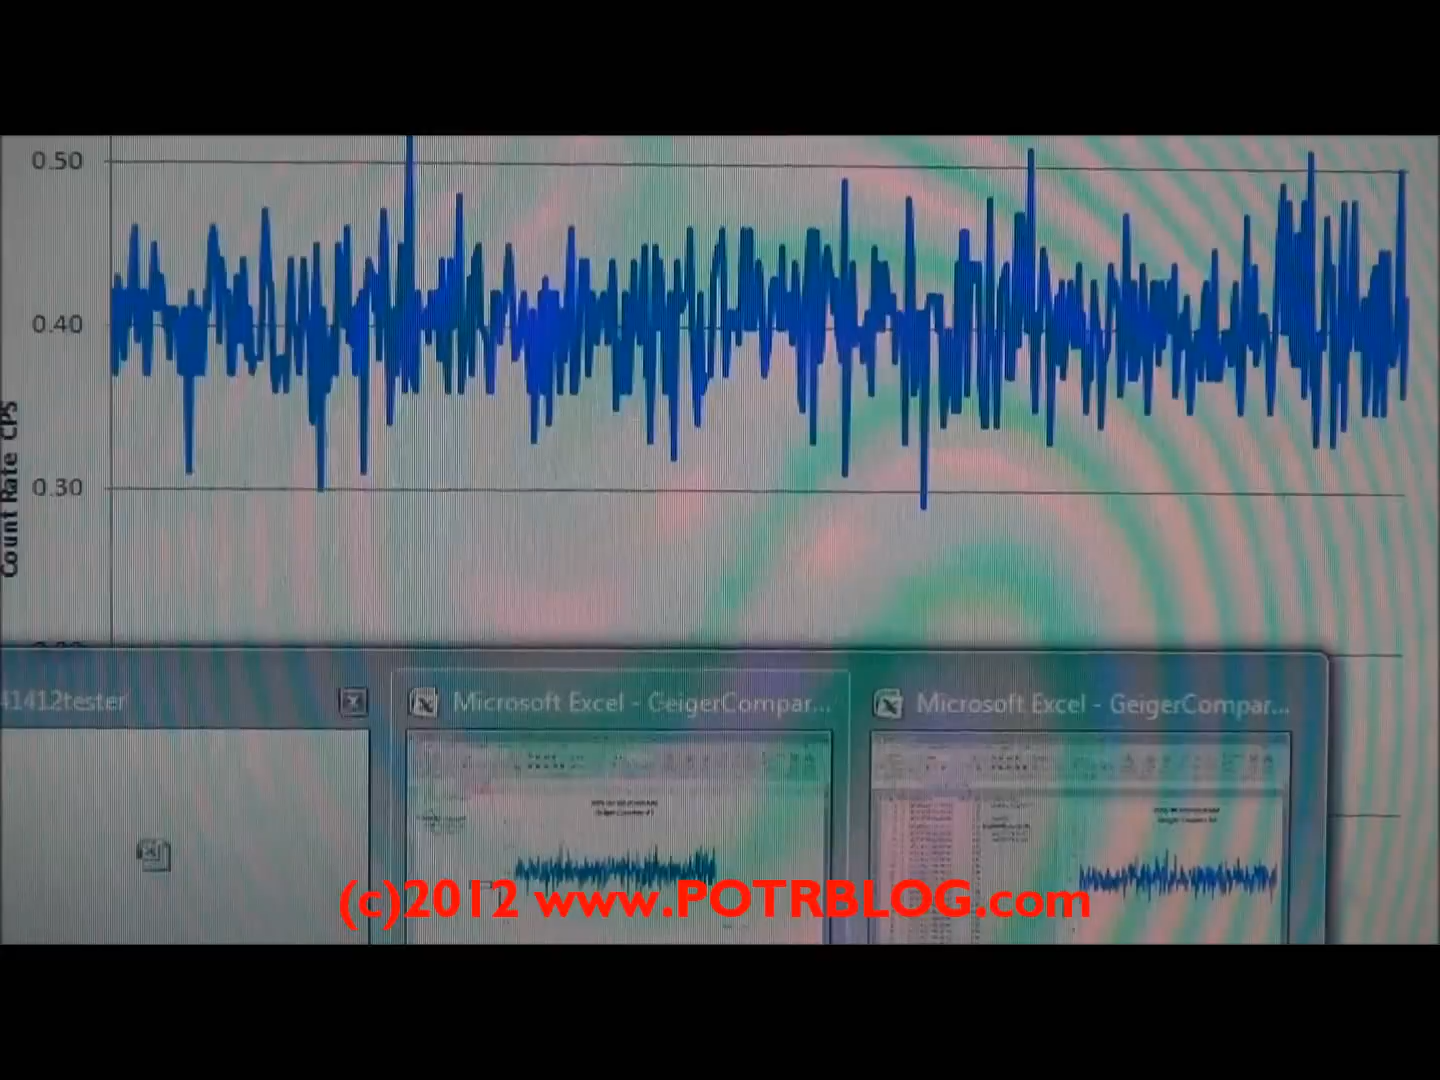 0.50
0.40
0.30
Count Rate CPS
41412tester
Microsoft Excel - GeigerCompar...
Microsoft Excel - GeigerCompar...
(c)2012 www.POTRBLOG.com